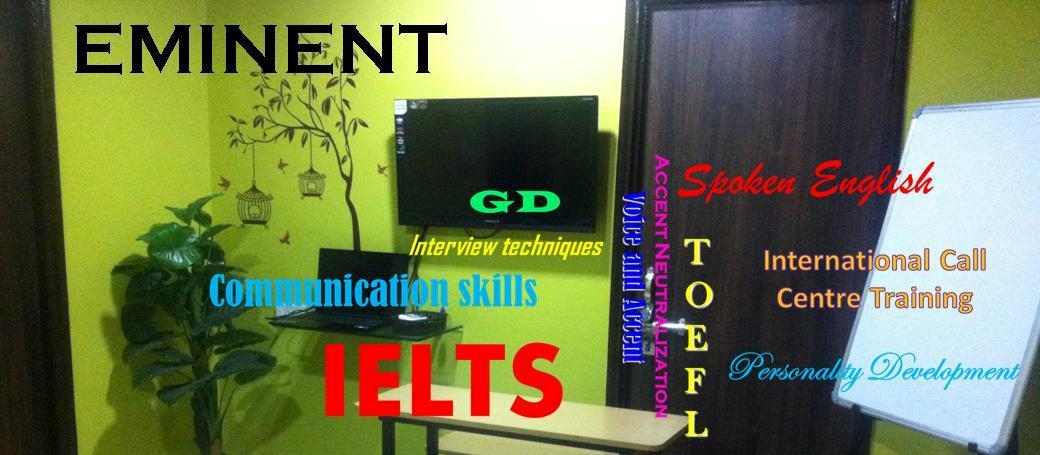 EMINENT
GD
Interview techniques
Communication skills
IELTS
Voice and Accent
Accent Neutralization
TOEFL
Spoken English
International Call
Centre Training
Personality Development